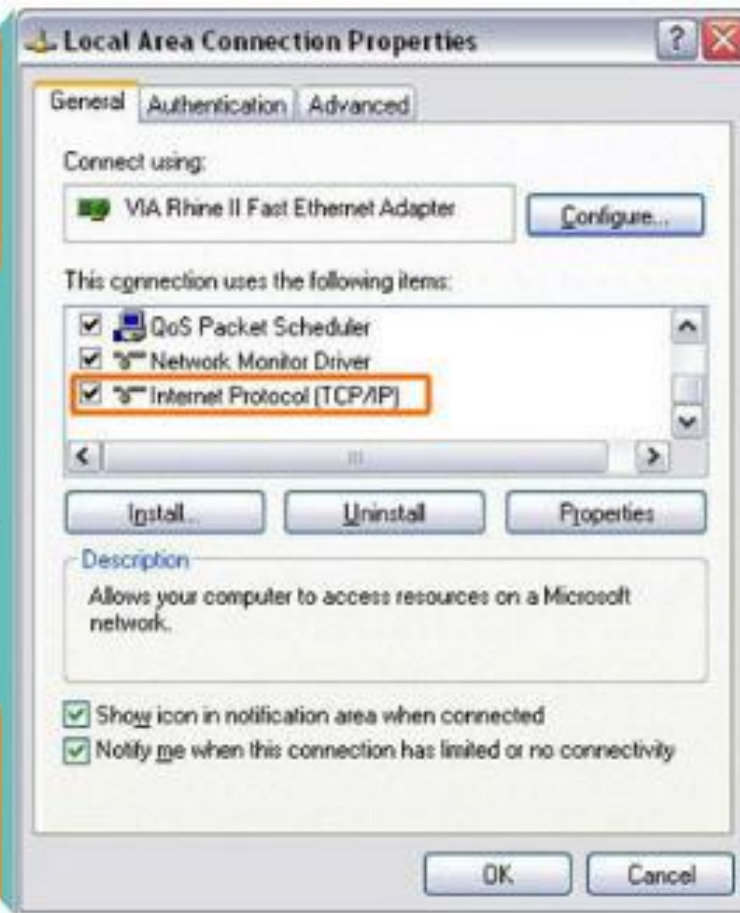 Local Area Connection Properties
General Authentication Advanced
Connect using:
VIA Rhine II Fast Ethernet Adapter Configure...
This connection uses the following items:
QoS Packet Scheduler
Network Monitor Driver
Internet Protocol (TCP/IP)
Install... Uninstall Properties
Description
Allows your computer to access resources on a Microsoft
network.
Show icon in notification area when connected
Notify me when this connection has limited or no connectivity
OK Cancel